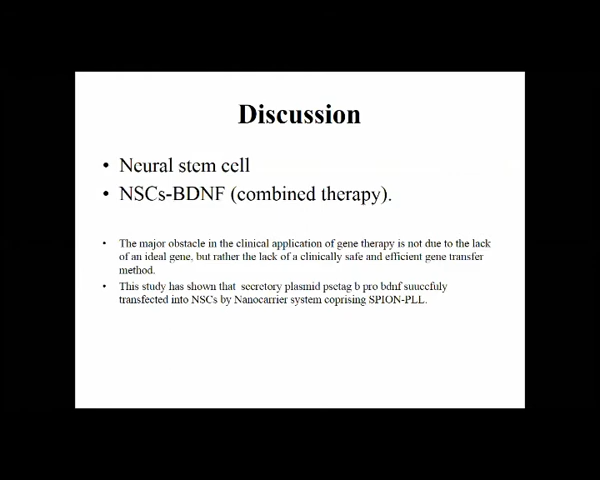 Discussion
• Neural stem cell
• NSCs-BDNF (combined therapy).
• The major obstacle in the clinical application of gene therapy is not due to the lack
of an ideal gene, but rather the lack of a clinically safe and efficient gene transfer
method.
• This study has shown that secretory plasmid psctag b pro bdnf suuccfuly
transfected into NSCs by Nanocarrier system coprising SPION-PLL.